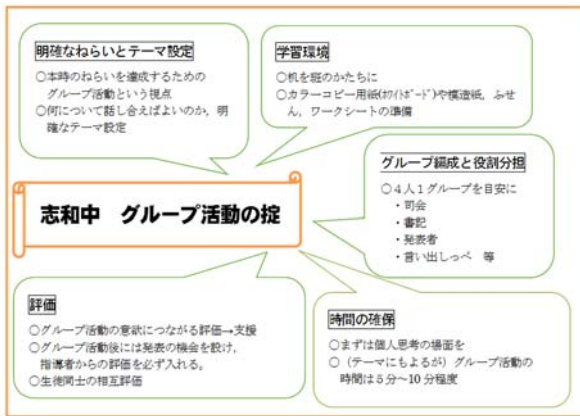 明確なねらいとテーマ設定
○本時のねらいを達成するための
グループ活動という視点
○何について話し合えばよいのか，明
確なテーマ設定
学習環境
○机を班のかたちに
○カラーコピー用紙(ﾎﾜｲﾄﾎﾞｰﾄﾞ)や模造紙，ふせ
ん，ワークシートの準備
グループ編成と役割分担
○４人１グループを目安に
・司会
・書記
・発表者
・言い出しっぺ　等
志和中　グループ活動の掟
評価
○グループ活動の意欲につながる評価→支援
○グループ活動後には発表の機会を設け，
指導者からの評価を必ず入れる。
○生徒同士の相互評価
時間の確保
○まずは個人思考の場面を
○（テーマにもよるが）グループ活動の
時間は５分～10分程度